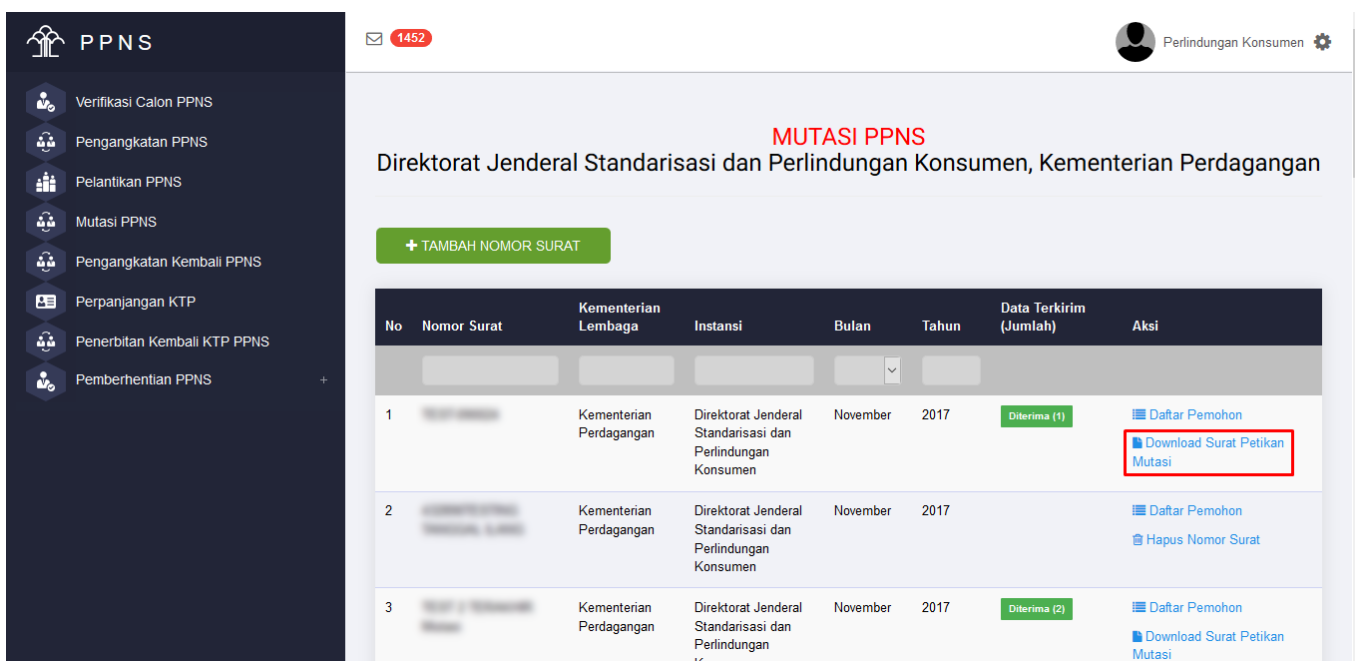 PPNS
1452
Perlindungan Konsumen
Verifikasi Calon PPNS
Pengangkatan PPNS
Pelantikan PPNS
Mutasi PPNS
Pengangkatan Kembali PPNS
Perpanjangan KTP
Penerbitan Kembali KTP PPNS
Pemberhentian PPNS +
MUTASI PPNS
Direktorat Jenderal Standarisasi dan Perlindungan Konsumen, Kementerian Perdagangan
+ TAMBAH NOMOR SURAT
No Nomor Surat Kementerian Lembaga Instansi Bulan Tahun Data Terkirim (Jumlah) Aksi
1 Kementerian Direktorat Jenderal November 2017 Diterima (1) Daftar Pemohon
Perdagangan Standarisasi dan Download Surat Petikan
Perlindungan Mutasi
Konsumen
2 Kementerian Direktorat Jenderal November 2017 Daftar Pemohon
Perdagangan Standarisasi dan Hapus Nomor Surat
Perlindungan
Konsumen
3 Kementerian Direktorat Jenderal November 2017 Diterima (2) Daftar Pemohon
Perdagangan Standarisasi dan Download Surat Petikan
Perlindungan Mutasi